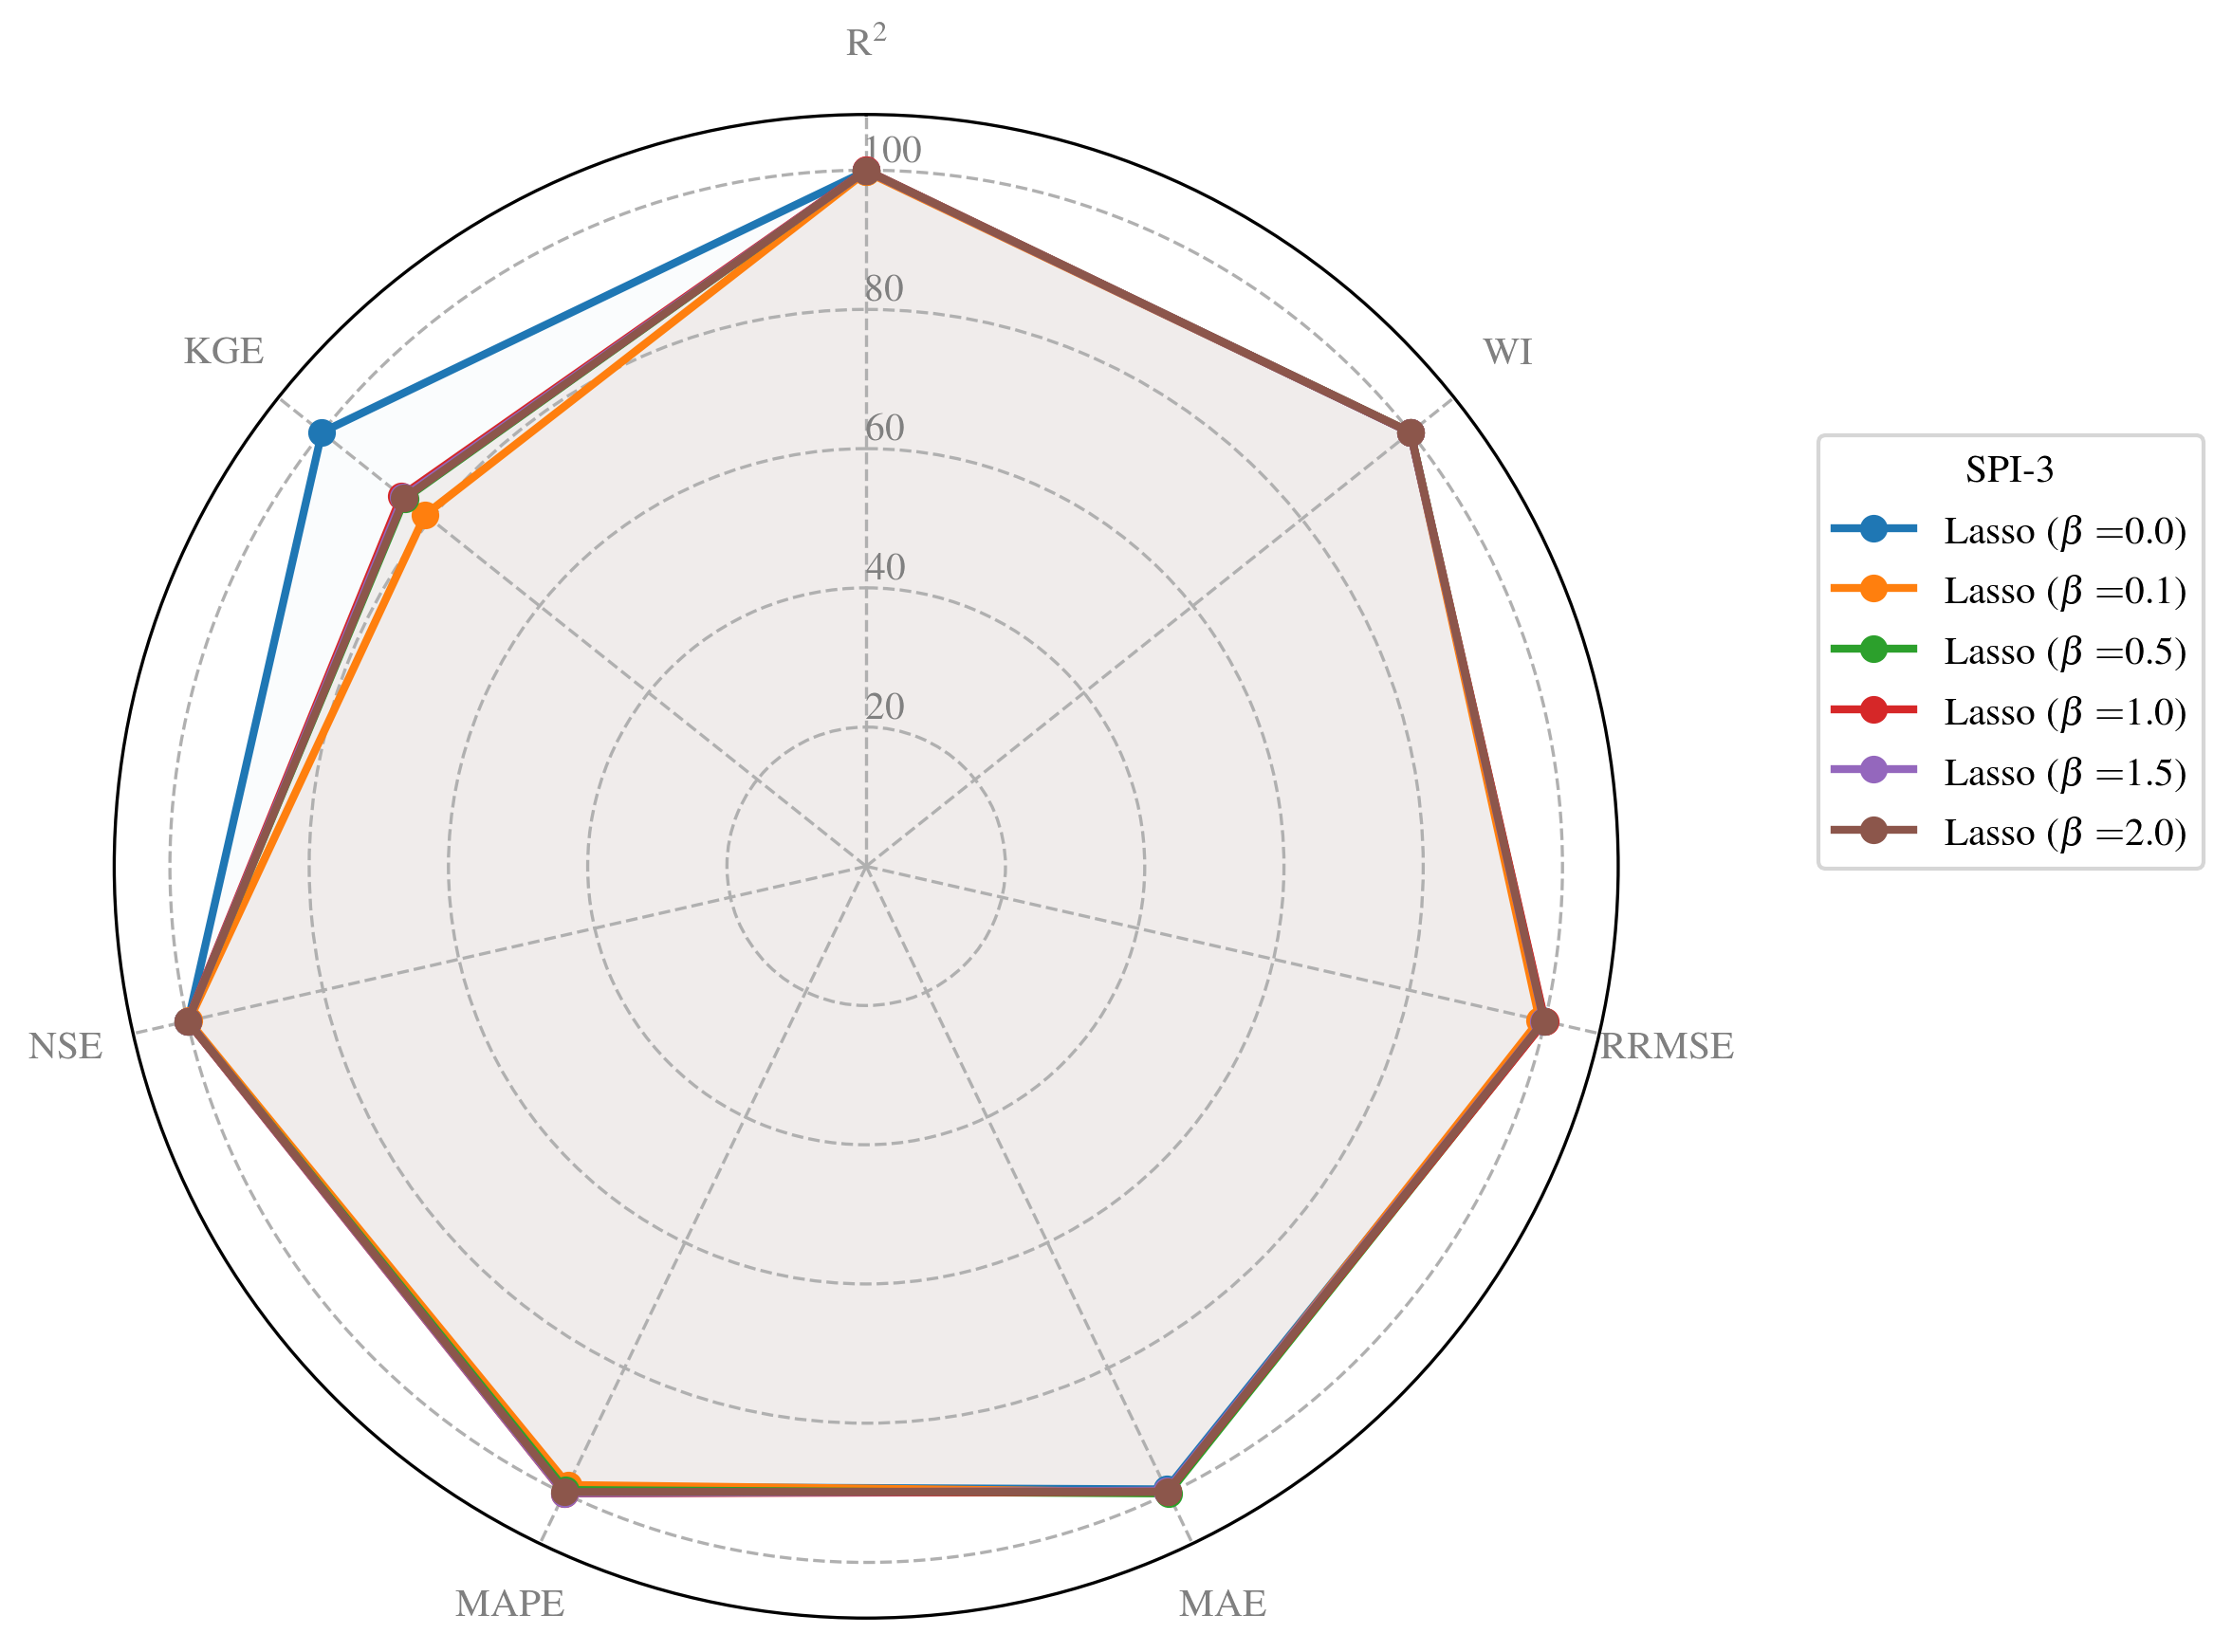 R²
100
80
60
40
20
KGE
WI
NSE
RRMSE
MAPE
MAE
SPI-3
Lasso (β =0.0)
Lasso (β =0.1)
Lasso (β =0.5)
Lasso (β =1.0)
Lasso (β =1.5)
Lasso (β =2.0)